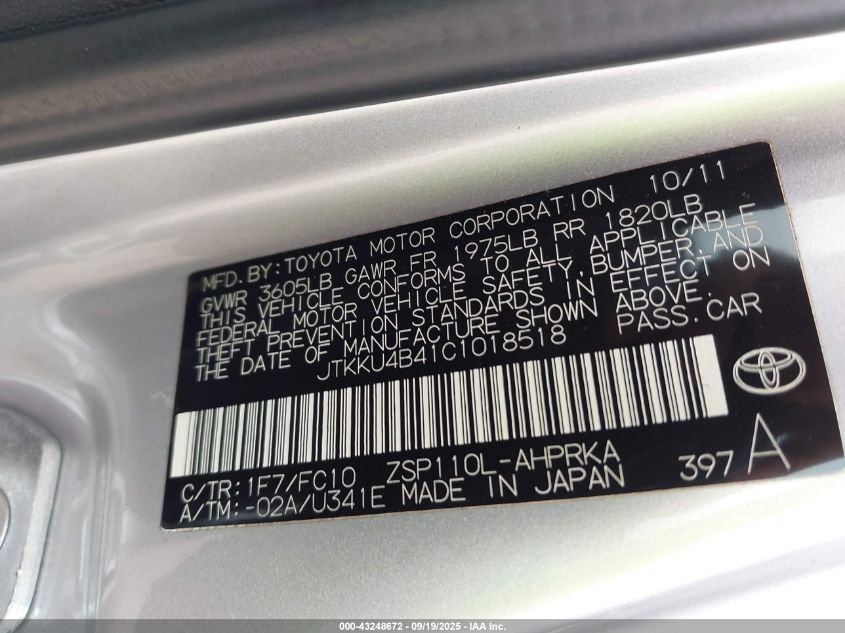 MFD. BY: TOYOTA MOTOR CORPORATION 10/11
GVWR 3605LB GAWR FR 1975LB RR 1820LB
THIS VEHICLE CONFORMS TO ALL APPLICABLE
FEDERAL MOTOR VEHICLE SAFETY, BUMPER, AND
THEFT PREVENTION STANDARDS IN EFFECT ON
THE DATE OF MANUFACTURE SHOWN ABOVE.
JTKKU4B41C1018518 PASS. CAR
C/TR: 1F7/FC10 ZSP110L-AHPRKA 397 A
A/TM: -02A/U341E MADE IN JAPAN
000-43248672 - 09/19/2025 - IAA Inc.